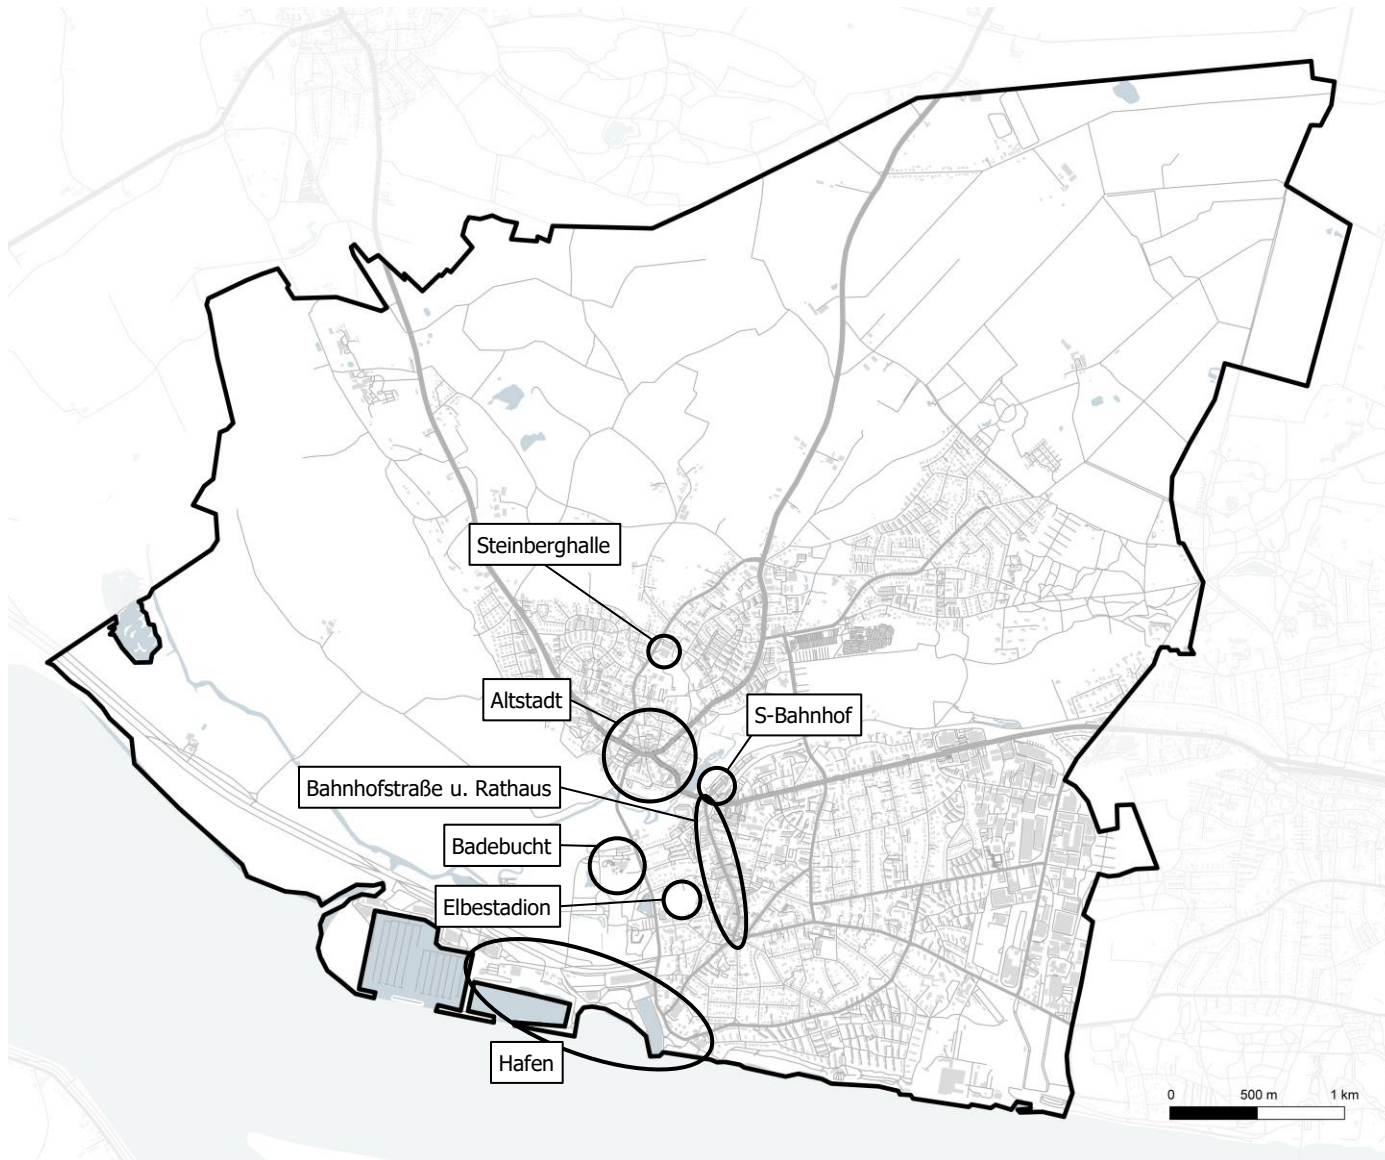 Steinberghalle
Altstadt
S-Bahnhof
Bahnhofstraße u. Rathaus
Badebucht
Elbestadion
Hafen
0 500 m 1 km